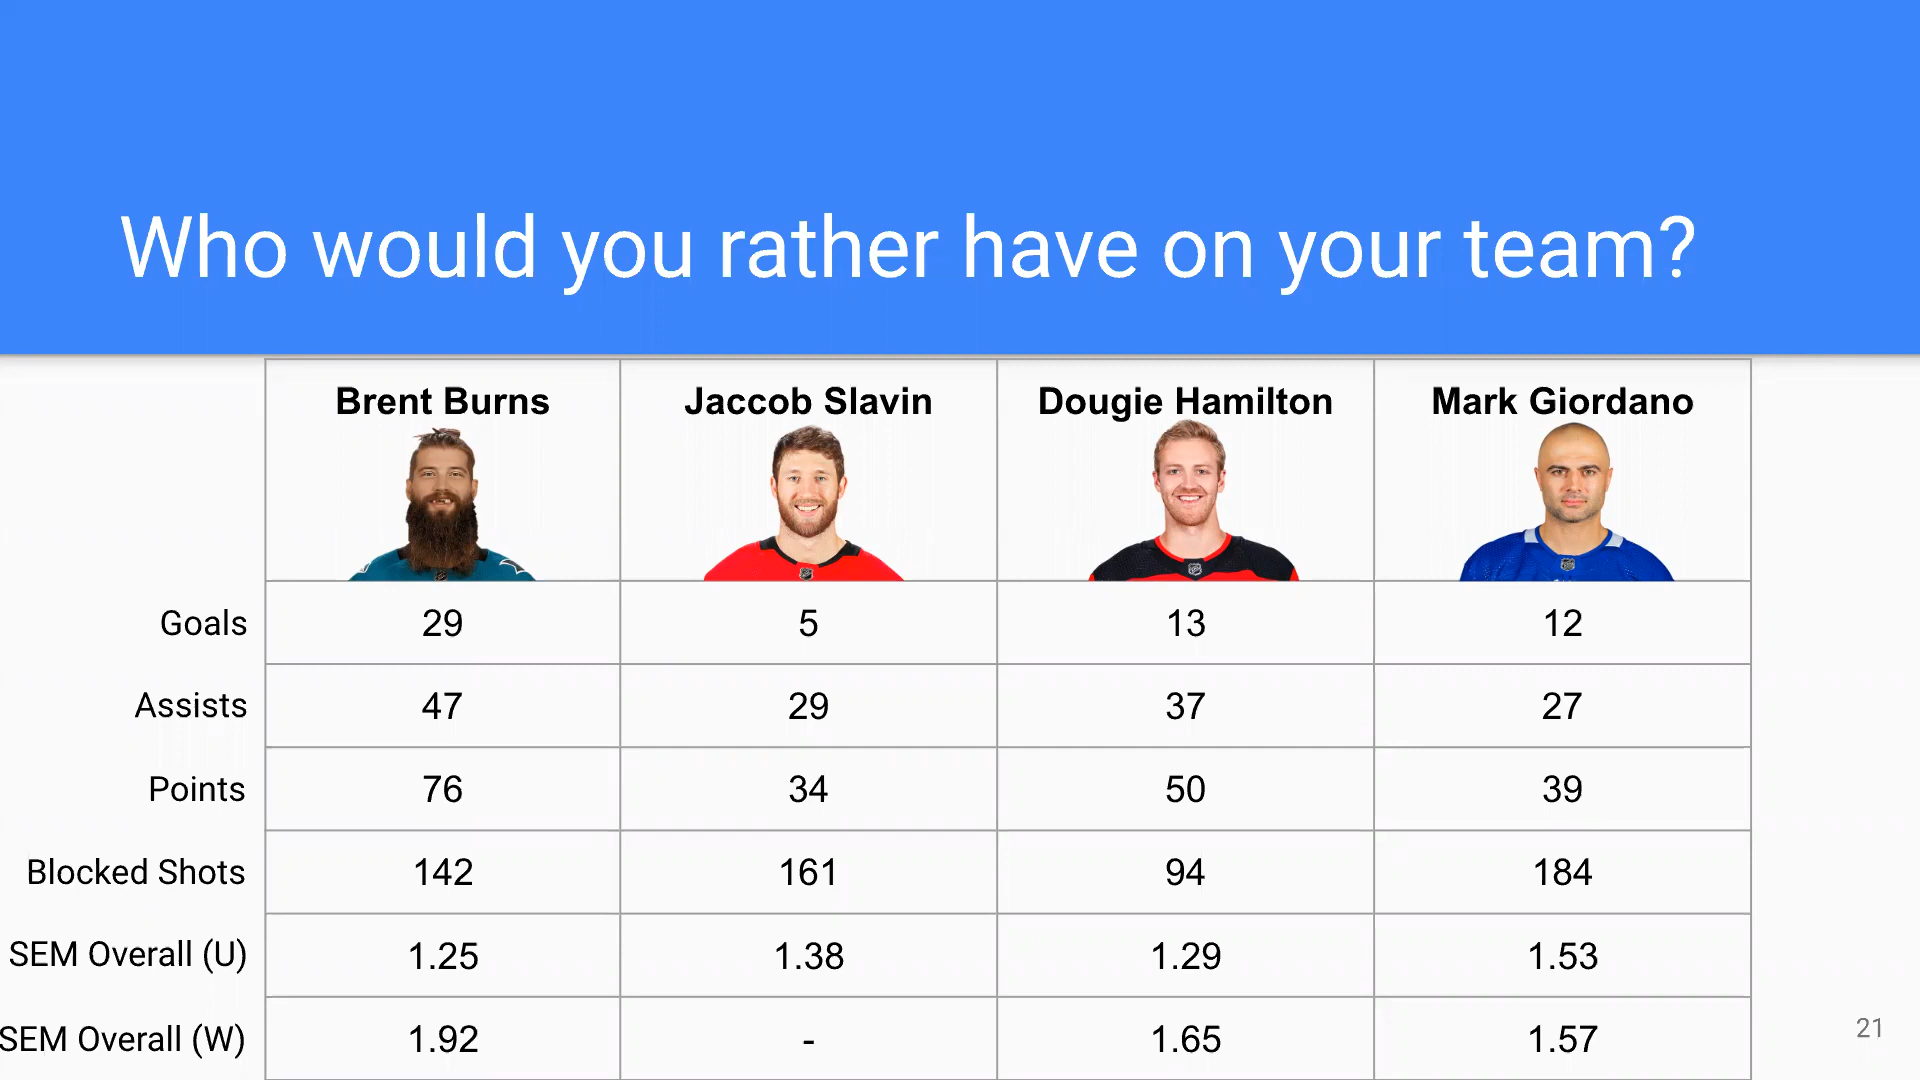 Who would you rather have on your team?
Brent Burns Jaccob Slavin Dougie Hamilton Mark Giordano
Goals 29 5 13 12
Assists 47 29 37 27
Points 76 34 50 39
Blocked Shots 142 161 94 184
SEM Overall (U) 1.25 1.38 1.29 1.53
SEM Overall (W) 1.92 - 1.65 1.57
21